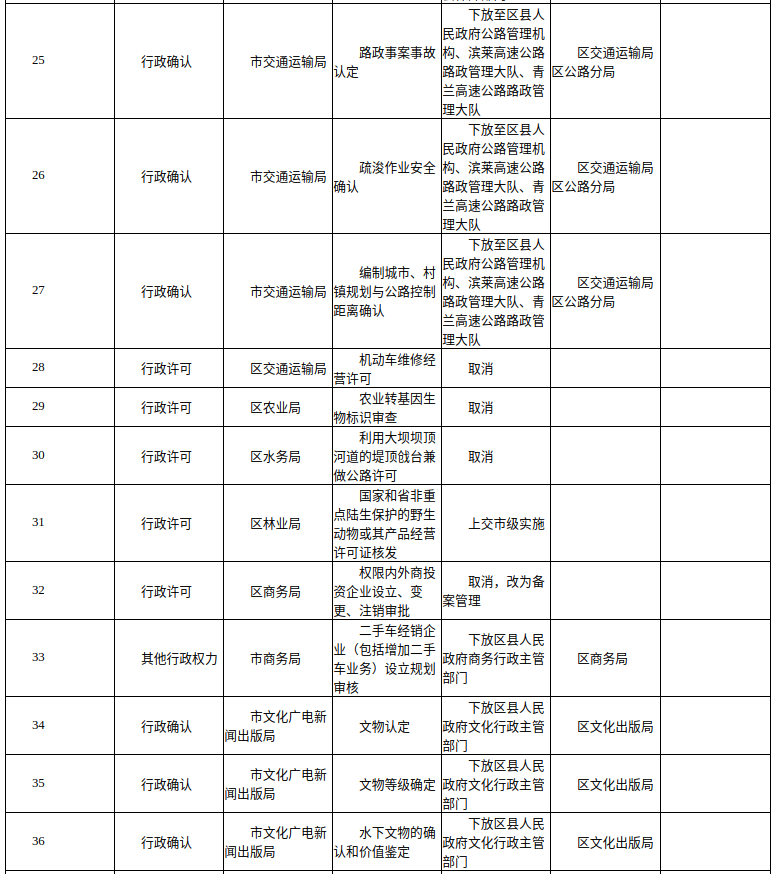 25
行政确认
市交通运输局
路政事案事故
认定
下放至区县人
民政府公路管理机
构、滨莱高速公路
路政管理大队、青
兰高速公路路政管
理大队
区交通运输局
区公路分局
26
行政确认
市交通运输局
疏浚作业安全
确认
下放至区县人
民政府公路管理机
构、滨莱高速公路
路政管理大队、青
兰高速公路路政管
理大队
区交通运输局
区公路分局
27
行政确认
市交通运输局
编制城市、村
镇规划与公路控制
距离确认
下放至区县人
民政府公路管理机
构、滨莱高速公路
路政管理大队、青
兰高速公路路政管
理大队
区交通运输局
区公路分局
28
行政许可
区交通运输局
机动车维修经
营许可
取消
29
行政许可
区农业局
农业转基因生
物标识审查
取消
30
行政许可
区水务局
利用大坝坝顶
河道的堤顶戗台兼
做公路许可
取消
31
行政许可
区林业局
国家和省非重
点陆生保护的野生
动物或其产品经营
许可证核发
上交市级实施
32
行政许可
区商务局
权限内外商投
资企业设立、变
更、注销审批
取消，改为备
案管理
33
其他行政权力
市商务局
二手车经销企
业（包括增加二手
车业务）设立规划
审核
下放区县人民
政府商务行政主管
部门
区商务局
34
行政确认
市文化广电新
闻出版局
文物认定
下放区县人民
政府文化行政主管
部门
区文化出版局
35
行政确认
市文化广电新
闻出版局
文物等级确定
下放区县人民
政府文化行政主管
部门
区文化出版局
36
行政确认
市文化广电新
闻出版局
水下文物的确
认和价值鉴定
下放区县人民
政府文化行政主管
部门
区文化出版局